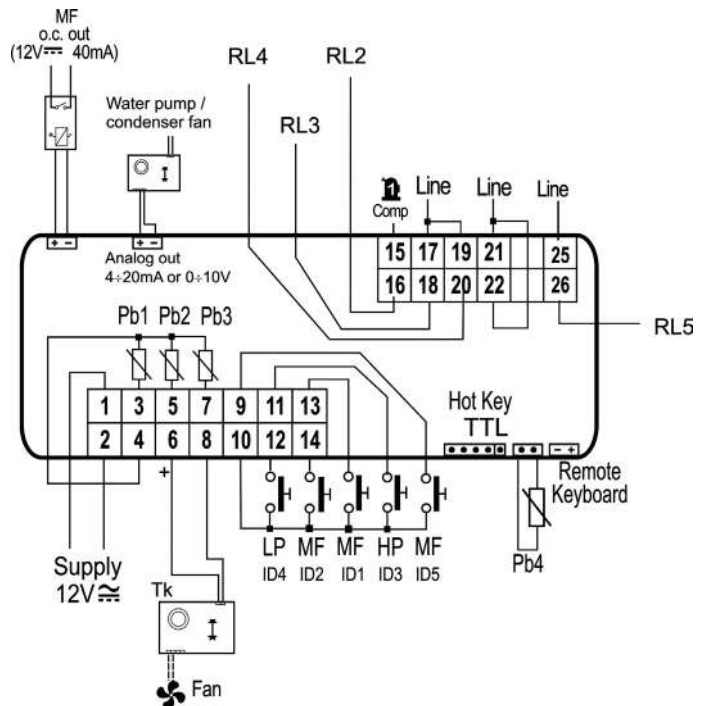 MF
o.c. out
(12V⎓ 40mA)
RL4
RL2
Water pump /
condenser fan
RL3
1
Comp
Line
Line
Line
+ -
+ -
Analog out
4÷20mA or 0÷10V
15 17 19 21 25
16 18 20 22 26
RL5
Pb1 Pb2 Pb3
1 3 5 7 9 11 13
2 4 6 8 10 12 14
Hot Key
TTL
- +
Remote
Keyboard
+
LP MF MF HP MF
ID4 ID2 ID1 ID3 ID5
Pb4
Supply
12V≂
Tk
Fan